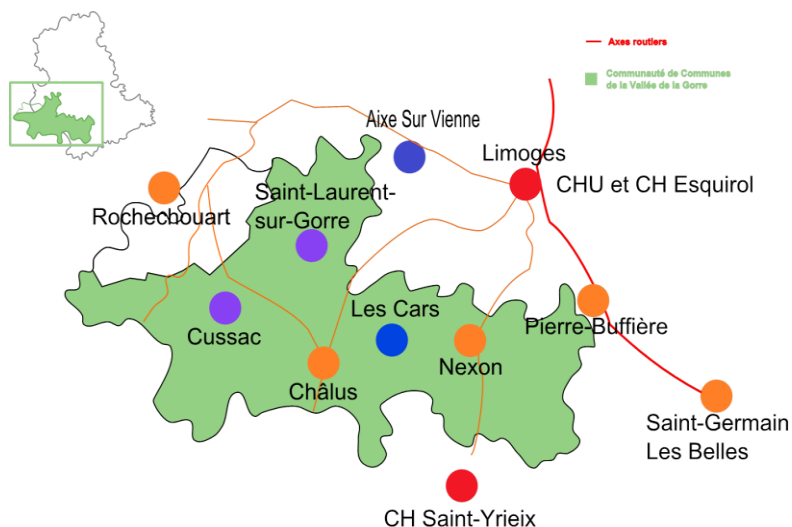 Axes routiers
Communauté de Communes
de la Vallée de la Gorre
Aixe Sur Vienne
Limoges
CHU et CH Esquirol
Saint-Laurent-
sur-Gorre
Rochechouart
Les Cars
Pierre-Buffière
Cussac
Nexon
Châlus
Saint-Germain
Les Belles
CH Saint-Yrieix